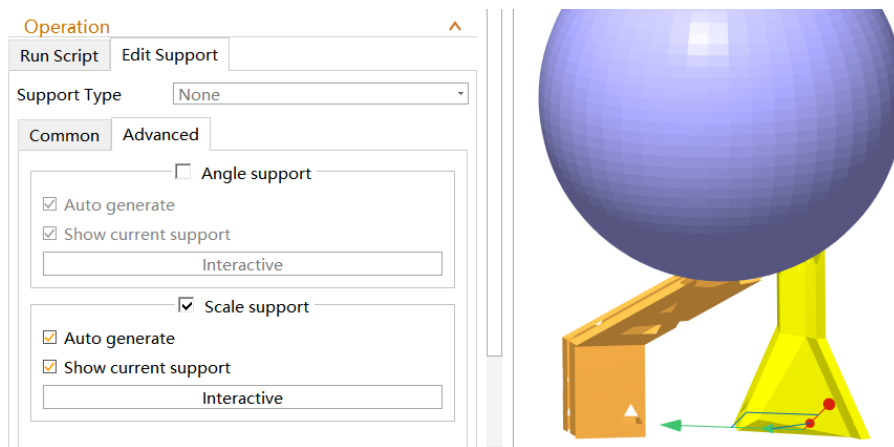 Operation
Run Script Edit Support
Support Type None
Common Advanced
Angle support
Auto generate
Show current support
Interactive
Scale support
Auto generate
Show current support
Interactive